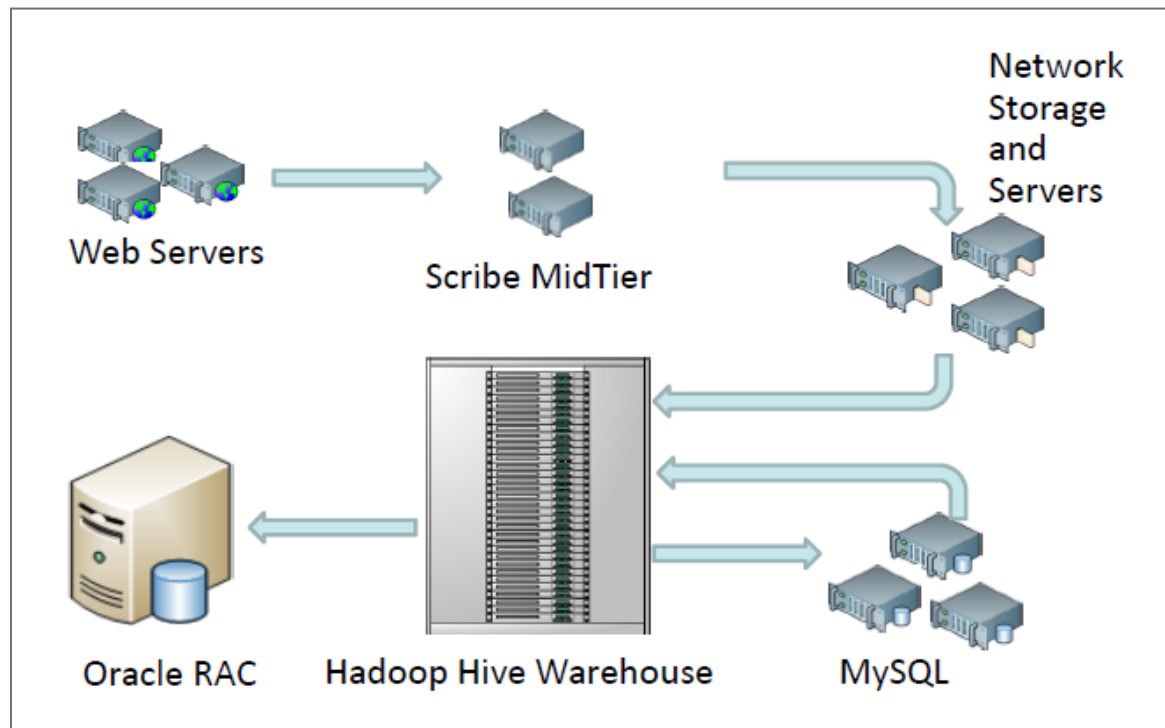 Network
Storage
and
Servers
Web Servers
Scribe MidTier
Oracle RAC
Hadoop Hive Warehouse
MySQL